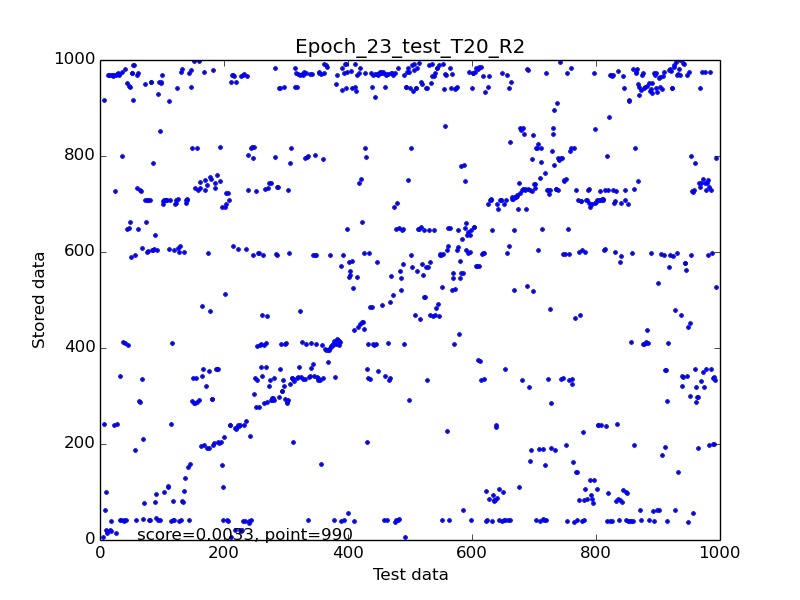 Epoch_23_test_T20_R2
1000
800
600
400
200
0
Stored data
score=0.0033, point=990
0 200 400 600 800 1000
Test data